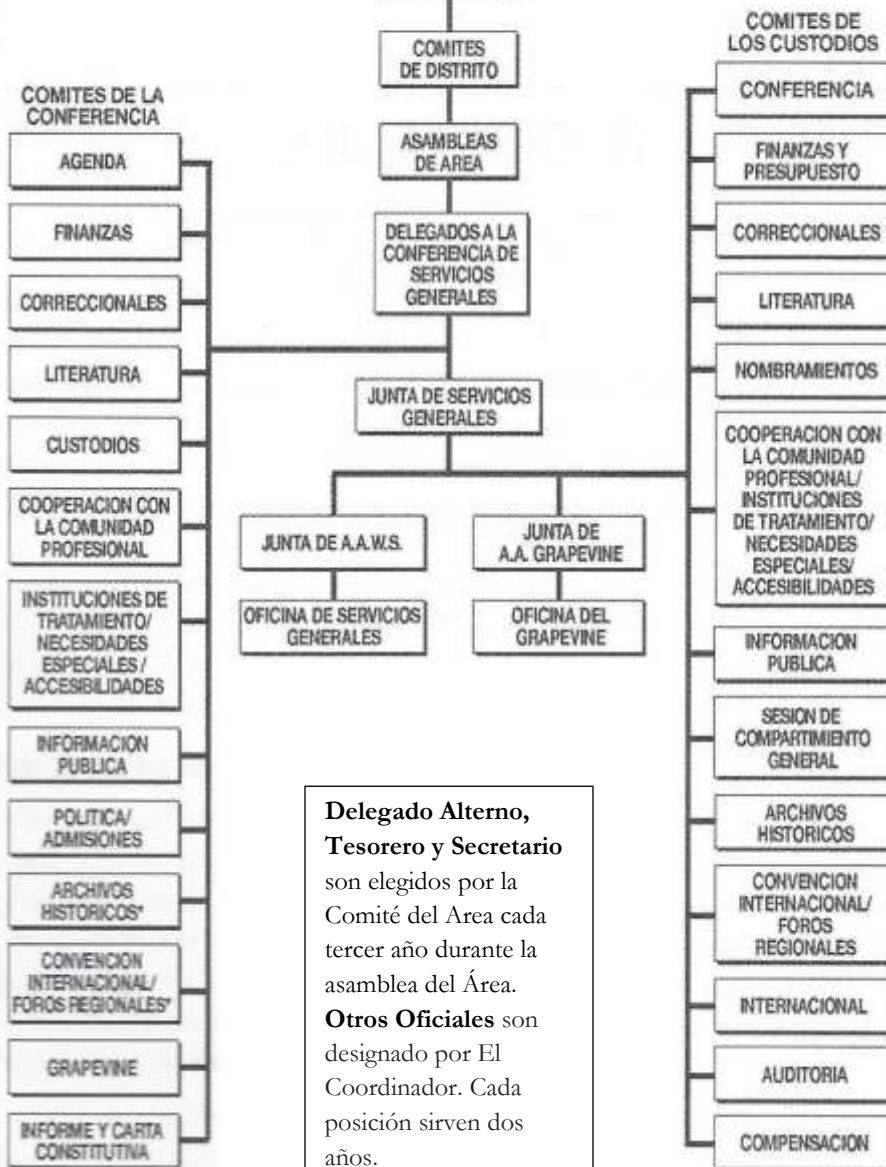 COMITES
DE DISTRITO
ASAMBLEAS
DE AREA
DELEGADOS A LA
CONFERENCIA DE
SERVICIOS
GENERALES
JUNTA DE SERVICIOS
GENERALES
JUNTA DE A.A.W.S.
JUNTA DE
A.A. GRAPEVINE
OFICINA DE SERVICIOS
GENERALES
OFICINA DEL
GRAPEVINE
COMITES DE LA
CONFERENCIA
AGENDA
FINANZAS
CORRECCIONALES
LITERATURA
CUSTODIOS
COOPERACION CON
LA COMUNIDAD
PROFESIONAL
INSTITUCIONES DE
TRATAMIENTO/
NECESIDADES
ESPECIALES /
ACCESIBILIDADES
INFORMACION
PUBLICA
POLITICA/
ADMISIONES
ARCHIVOS
HISTORICOS*
CONVENCION
INTERNACIONAL/
FOROS REGIONALES*
GRAPEVINE
INFORME Y CARTA
CONSTITUTIVA
COMITES DE
LOS CUSTODIOS
CONFERENCIA
FINANZAS Y
PRESUPUESTO
CORRECCIONALES
LITERATURA
NOMBRAMIENTOS
COOPERACION CON
LA COMUNIDAD
PROFESIONAL/
INSTITUCIONES
DE TRATAMIENTO/
NECESIDADES
ESPECIALES/
ACCESIBILIDADES
INFORMACION
PUBLICA
SESION DE
COMPARTIMIENTO
GENERAL
ARCHIVOS
HISTORICOS
CONVENCION
INTERNACIONAL/
FOROS
REGIONALES
INTERNACIONAL
AUDITORIA
COMPENSACION
Delegado Alterno,
Tesorero y Secretario
son elegidos por la
Comité del Area cada
tercer año durante la
asamblea del Área.
Otros Oficiales son
designado por El
Coordinador. Cada
posición sirven dos
años.